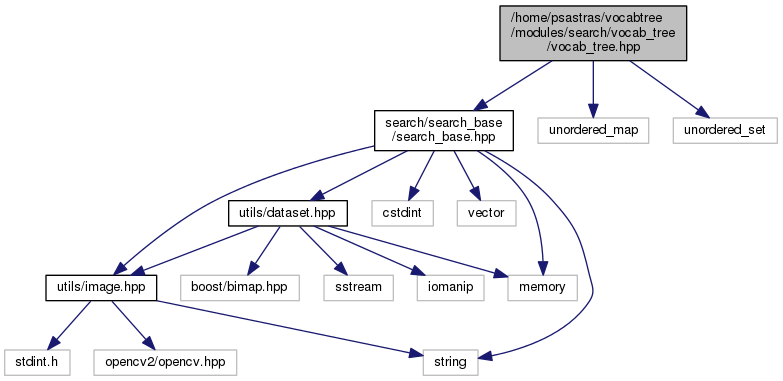 /home/psastras/vocabtree
/modules/search/vocab_tree
/vocab_tree.hpp
search/search_base
/search_base.hpp
unordered_map
unordered_set
utils/dataset.hpp
cstdint
vector
utils/image.hpp
boost/bimap.hpp
sstream
iomanip
memory
stdint.h
opencv2/opencv.hpp
string